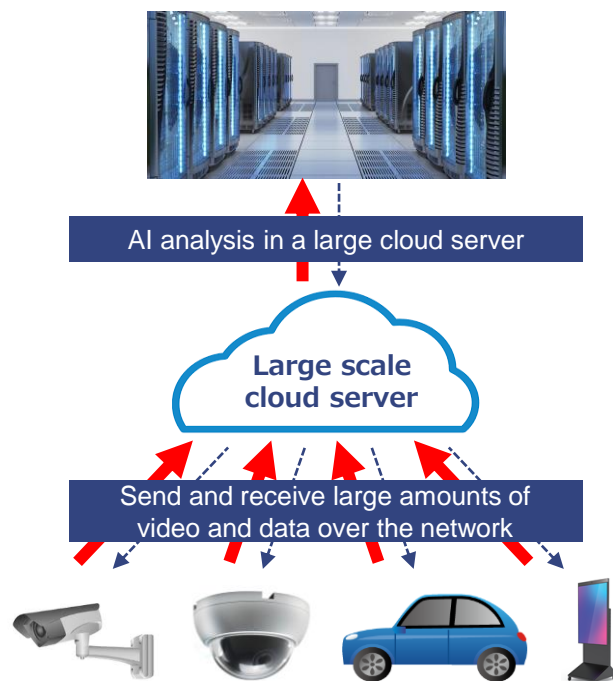 AI analysis in a large cloud server
Large scale
cloud server
Send and receive large amounts of
video and data over the network